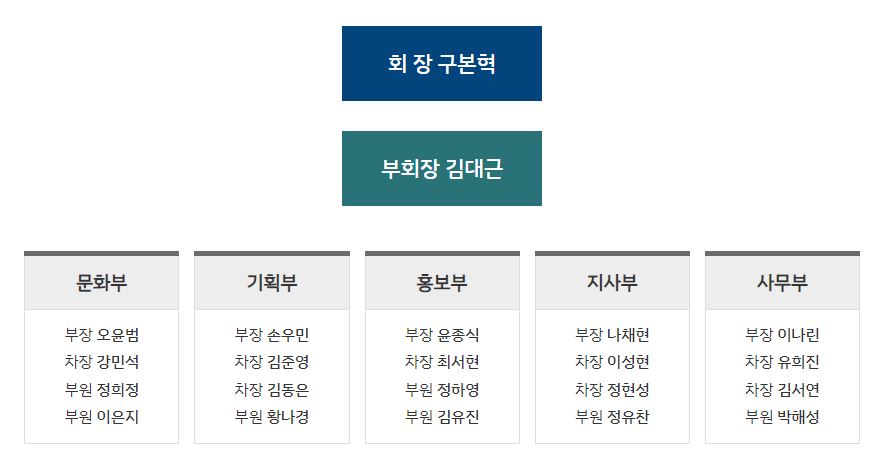 회 장 구본혁
부회장 김대근
문화부
부장 오윤범
차장 강민석
부원 정희정
부원 이은지
기획부
부장 손우민
차장 김준영
차장 김동은
부원 황나경
홍보부
부장 윤종식
차장 최서현
부원 정하영
부원 김유진
지사부
부장 나채현
차장 이성현
차장 정현성
부원 정유찬
사무부
부장 이나린
차장 유희진
차장 김서연
부원 박해성